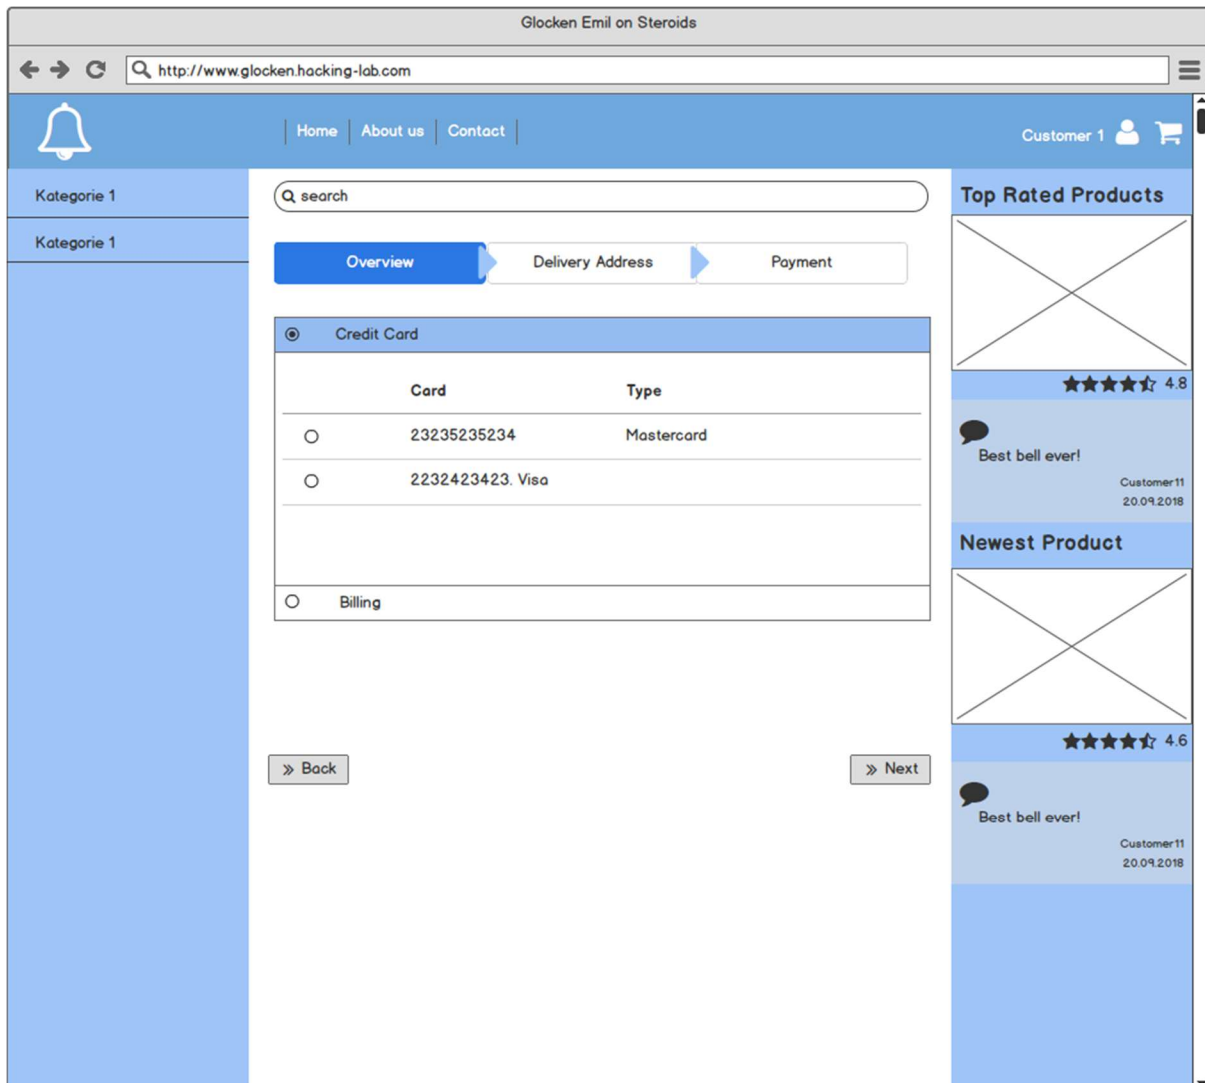 Glocken Emil on Steroids
http://www.glocken.hacking-lab.com
Home About us Contact
Customer 1
Kategorie 1
Kategorie 1
search
Overview Delivery Address Payment
Credit Card
Card Type
23235235234 Mastercard
2232423423. Visa
Billing
Back Next
Top Rated Products
4.8
Best bell ever!
Customer11
20.09.2018
Newest Product
4.6
Best bell ever!
Customer11
20.09.2018